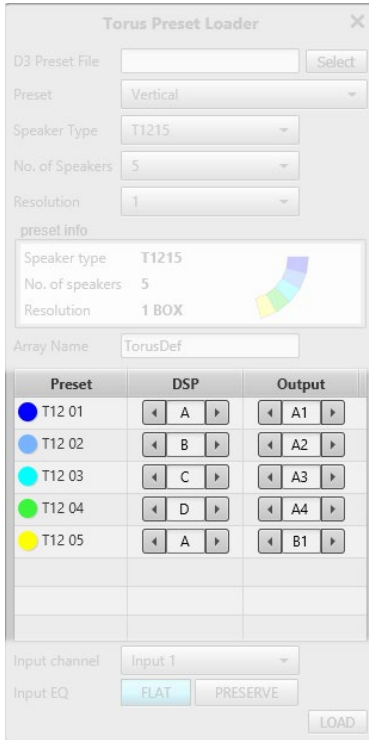 Torus Preset Loader
D3 Preset File Select
Preset Vertical
Speaker Type T1215
No. of Speakers 5
Resolution 1
preset info
Speaker type T1215
No. of speakers 5
Resolution 1 BOX
Array Name TorusDef
Preset DSP Output
T12 01 A A1
T12 02 B A2
T12 03 C A3
T12 04 D A4
T12 05 A B1
Input channel Input 1
Input EQ FLAT PRESERVE
LOAD